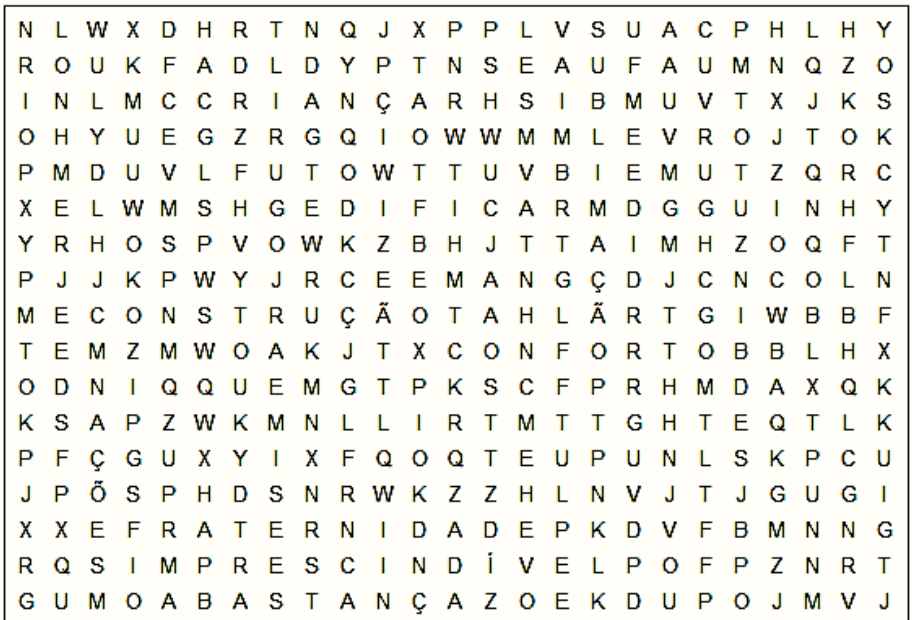 N L W X D H R T N Q J X P P L V S U A C P H L H Y
R O U K F A D L D Y P T N S E A U F A U M N Q Z O
I N L M C C R I A N Ç A R H S I B M U V T X J K S
O H Y U E G Z R G Q I O W W M M L E V R O J T O K
P M D U V L F U T O W T T U V B I E M U T Z Q R C
X E L W M S H G E D I F I C A R M D G G U I N H Y
Y R H O S P V O W K Z B H J T T A I M H Z O Q F T
P J J K P W Y J R C E E M A N G Ç D J C N C O L N
M E C O N S T R U Ç Ã O T A H L Ã R T G I W B B F
T E M Z M W O A K J T X C O N F O R T O B B L H X
O D N I Q Q U E M G T P K S C F P R H M D A X Q K
K S A P Z W K M N L L I R T M T T G H T E Q T L K
P F Ç G U X Y I X F Q O Q T E U P U N L S K P C U
J P Õ S P H D S N R W K Z Z H L N V J T J G U G I
X X E F R A T E R N I D A D E P K D V F B M N N G
R Q S I M P R E S C I N D Í V E L P O F P Z N R T
G U M O A B A S T A N Ç A Z O E K D U P O J M V J